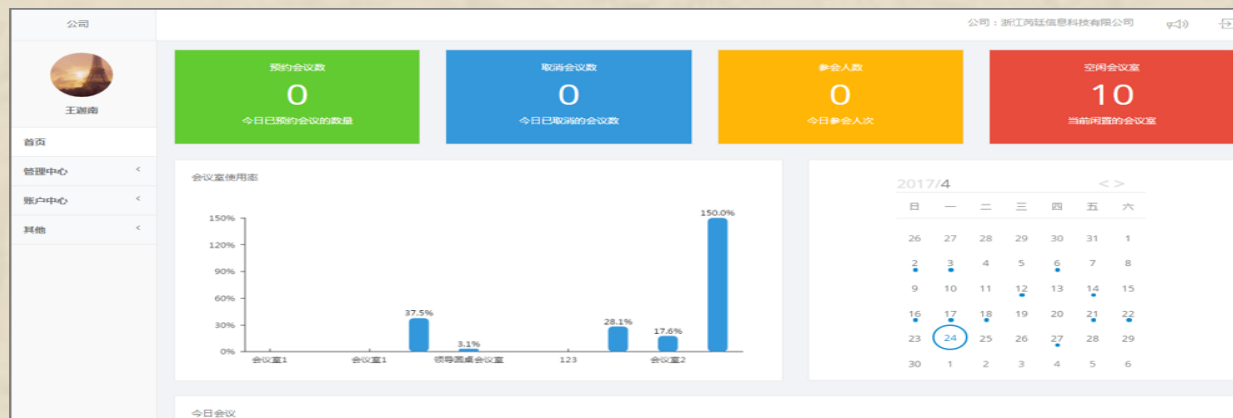 公司
公司：浙江芮廷信息科技有限公司
王迦南
首页
管理中心 <
账户中心 <
其他 <
预约会议数
0
今日已预约会议的数量
取消会议数
0
今日已取消的会议数
参会人数
0
今日参会人次
空闲会议室
10
当前闲置的会议室
会议室使用率
150%
120%
90%
60%
30%
0%
37.5%
3.1%
28.1%
17.6%
150.0%
会议室1 会议室1 领导圆桌会议室 123 会议室2
2017/4 < >
日 一 二 三 四 五 六
26 27 28 29 30 31 1
2 3 4 5 6 7 8
9 10 11 12 13 14 15
16 17 18 19 20 21 22
23 24 25 26 27 28 29
30 1 2 3 4 5 6
今日会议